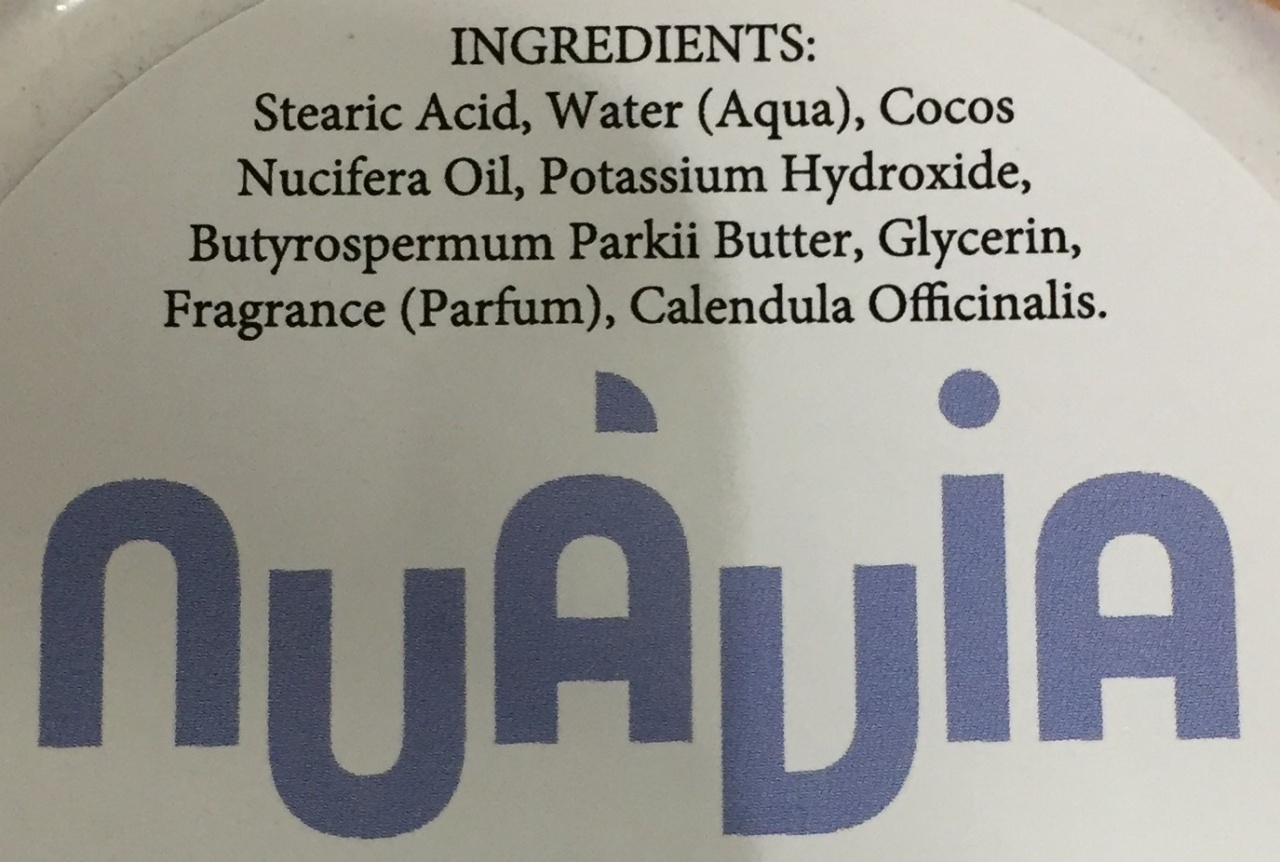 INGREDIENTS:
Stearic Acid, Water (Aqua), Cocos
Nucifera Oil, Potassium Hydroxide,
Butyrospermum Parkii Butter, Glycerin,
Fragrance (Parfum), Calendula Officinalis.
nuÀviA